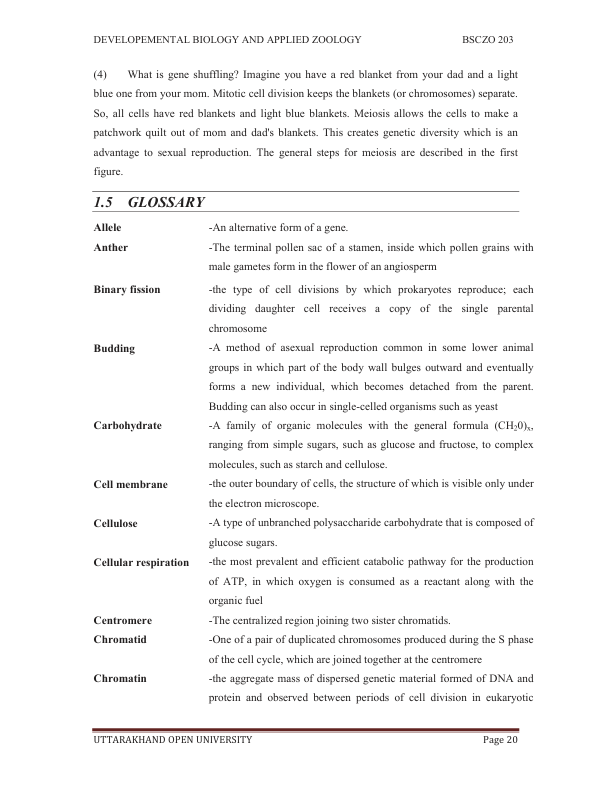 DEVELOPEMENTAL BIOLOGY AND APPLIED ZOOLOGY BSCZO 203
(4) What is gene shuffling? Imagine you have a red blanket from your dad and a light
blue one from your mom. Mitotic cell division keeps the blankets (or chromosomes) separate.
So, all cells have red blankets and light blue blankets. Meiosis allows the cells to make a
patchwork quilt out of mom and dad's blankets. This creates genetic diversity which is an
advantage to sexual reproduction. The general steps for meiosis are described in the first
figure.
1.5 GLOSSARY
Allele -An alternative form of a gene.
Anther -The terminal pollen sac of a stamen, inside which pollen grains with
male gametes form in the flower of an angiosperm
Binary fission -the type of cell divisions by which prokaryotes reproduce; each
dividing daughter cell receives a copy of the single parental
chromosome
Budding -A method of asexual reproduction common in some lower animal
groups in which part of the body wall bulges outward and eventually
forms a new individual, which becomes detached from the parent.
Budding can also occur in single-celled organisms such as yeast
Carbohydrate -A family of organic molecules with the general formula (CH₂0)ₓ,
ranging from simple sugars, such as glucose and fructose, to complex
molecules, such as starch and cellulose.
Cell membrane -the outer boundary of cells, the structure of which is visible only under
the electron microscope.
Cellulose -A type of unbranched polysaccharide carbohydrate that is composed of
glucose sugars.
Cellular respiration -the most prevalent and efficient catabolic pathway for the production
of ATP, in which oxygen is consumed as a reactant along with the
organic fuel
Centromere -The centralized region joining two sister chromatids.
Chromatid -One of a pair of duplicated chromosomes produced during the S phase
of the cell cycle, which are joined together at the centromere
Chromatin -the aggregate mass of dispersed genetic material formed of DNA and
protein and observed between periods of cell division in eukaryotic
UTTARAKHAND OPEN UNIVERSITY Page 20